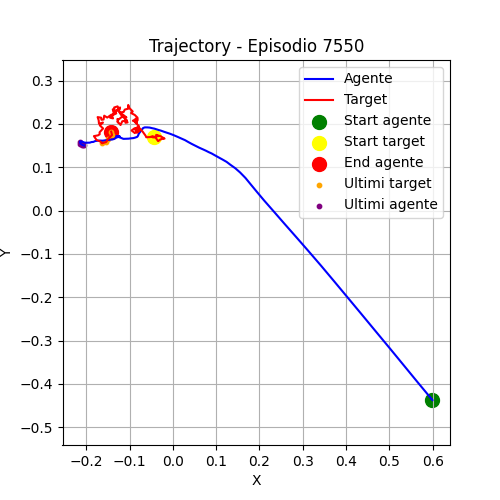 Trajectory - Episodio 7550
Agente
Target
Start agente
Start target
End agente
Ultimi target
Ultimi agente
0.3
0.2
0.1
0.0
−0.1
−0.2
−0.3
−0.4
−0.5
Y
−0.2 −0.1 0.0 0.1 0.2 0.3 0.4 0.5 0.6
X